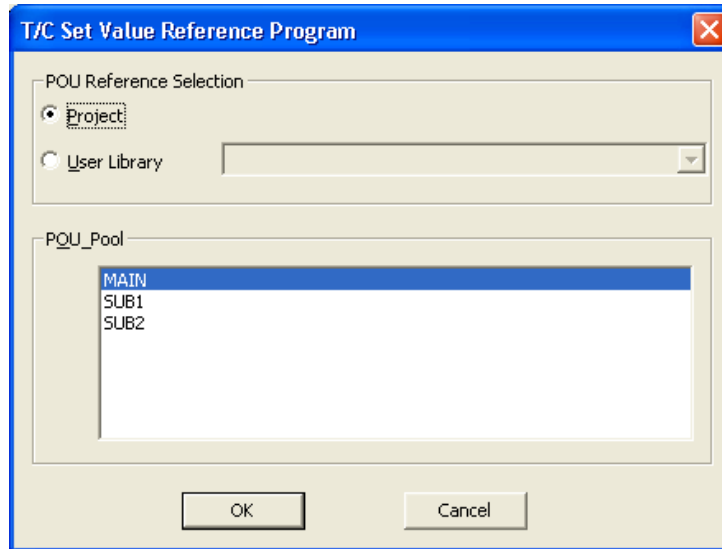 T/C Set Value Reference Program
POU Reference Selection
Project
User Library
POU_Pool
MAIN
SUB1
SUB2
OK Cancel